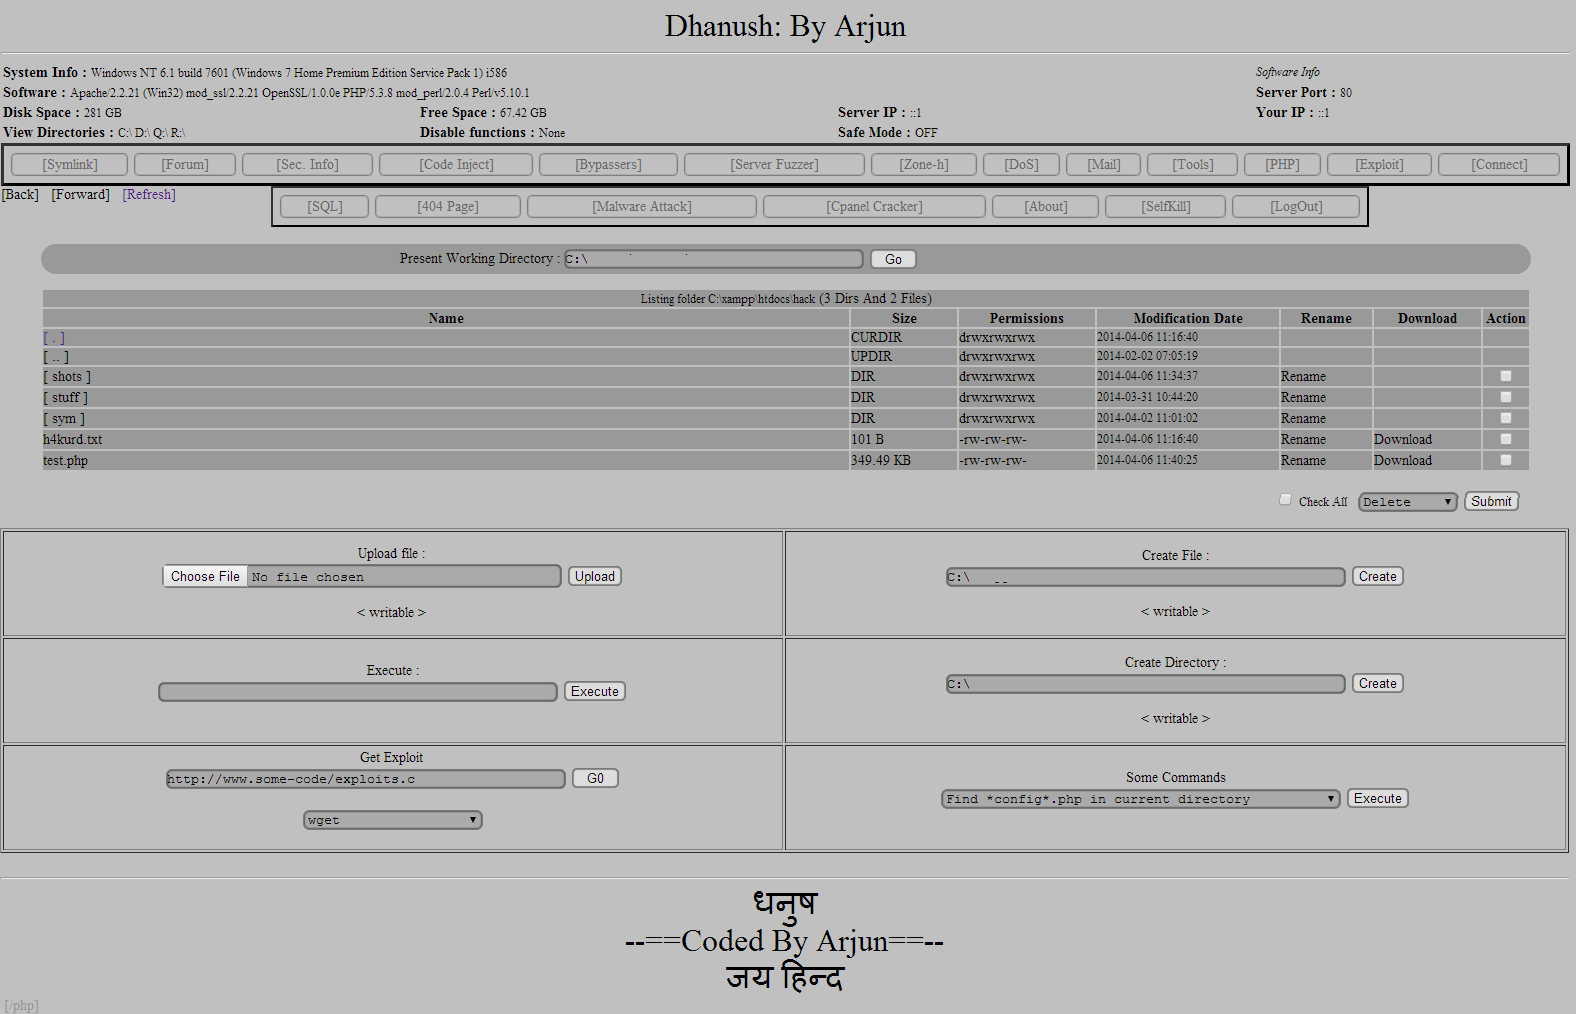 Dhanush: By Arjun
System Info : Windows NT 6.1 build 7601 (Windows 7 Home Premium Edition Service Pack 1) i586 Software Info
Software : Apache/2.2.21 (Win32) mod_ssl/2.2.21 OpenSSL/1.0.0e PHP/5.3.8 mod_perl/2.0.4 Perl/v5.10.1 Server Port : 80
Disk Space : 281 GB Free Space : 67.42 GB Server IP : ::1 Your IP : ::1
View Directories : C:\ D:\ Q:\ R:\ Disable functions : None Safe Mode : OFF
[Symlink] [Forum] [Sec. Info] [Code Inject] [Bypassers] [Server Fuzzer] [Zone-h] [DoS] [Mail] [Tools] [PHP] [Exploit] [Connect]
[Back] [Forward] [Refresh]
[SQL] [404 Page] [Malware Attack] [Cpanel Cracker] [About] [SelfKill] [LogOut]
Present Working Directory : C:\ Go
Listing folder C:\xampp\htdocs\hack (3 Dirs And 2 Files)
Name Size Permissions Modification Date Rename Download Action
[ . ] CURDIR drwxrwxrwx 2014-04-06 11:16:40
[ .. ] UPDIR drwxrwxrwx 2014-02-02 07:05:19
[ shots ] DIR drwxrwxrwx 2014-04-06 11:34:37 Rename
[ stuff ] DIR drwxrwxrwx 2014-03-31 10:44:20 Rename
[ sym ] DIR drwxrwxrwx 2014-04-02 11:01:02 Rename
h4kurd.txt 101 B -rw-rw-rw- 2014-04-06 11:16:40 Rename Download
test.php 349.49 KB -rw-rw-rw- 2014-04-06 11:40:25 Rename Download
Check All Delete Submit
Upload file :
Choose File No file chosen Upload
< writable >
Create File :
C:\ Create
< writable >
Execute :
Execute
Create Directory :
C:\ Create
< writable >
Get Exploit
http://www.some-code/exploits.c G0
wget
Some Commands
Find *config*.php in current directory Execute
धनुष
--==Coded By Arjun==--
जय हिन्द
[/php]